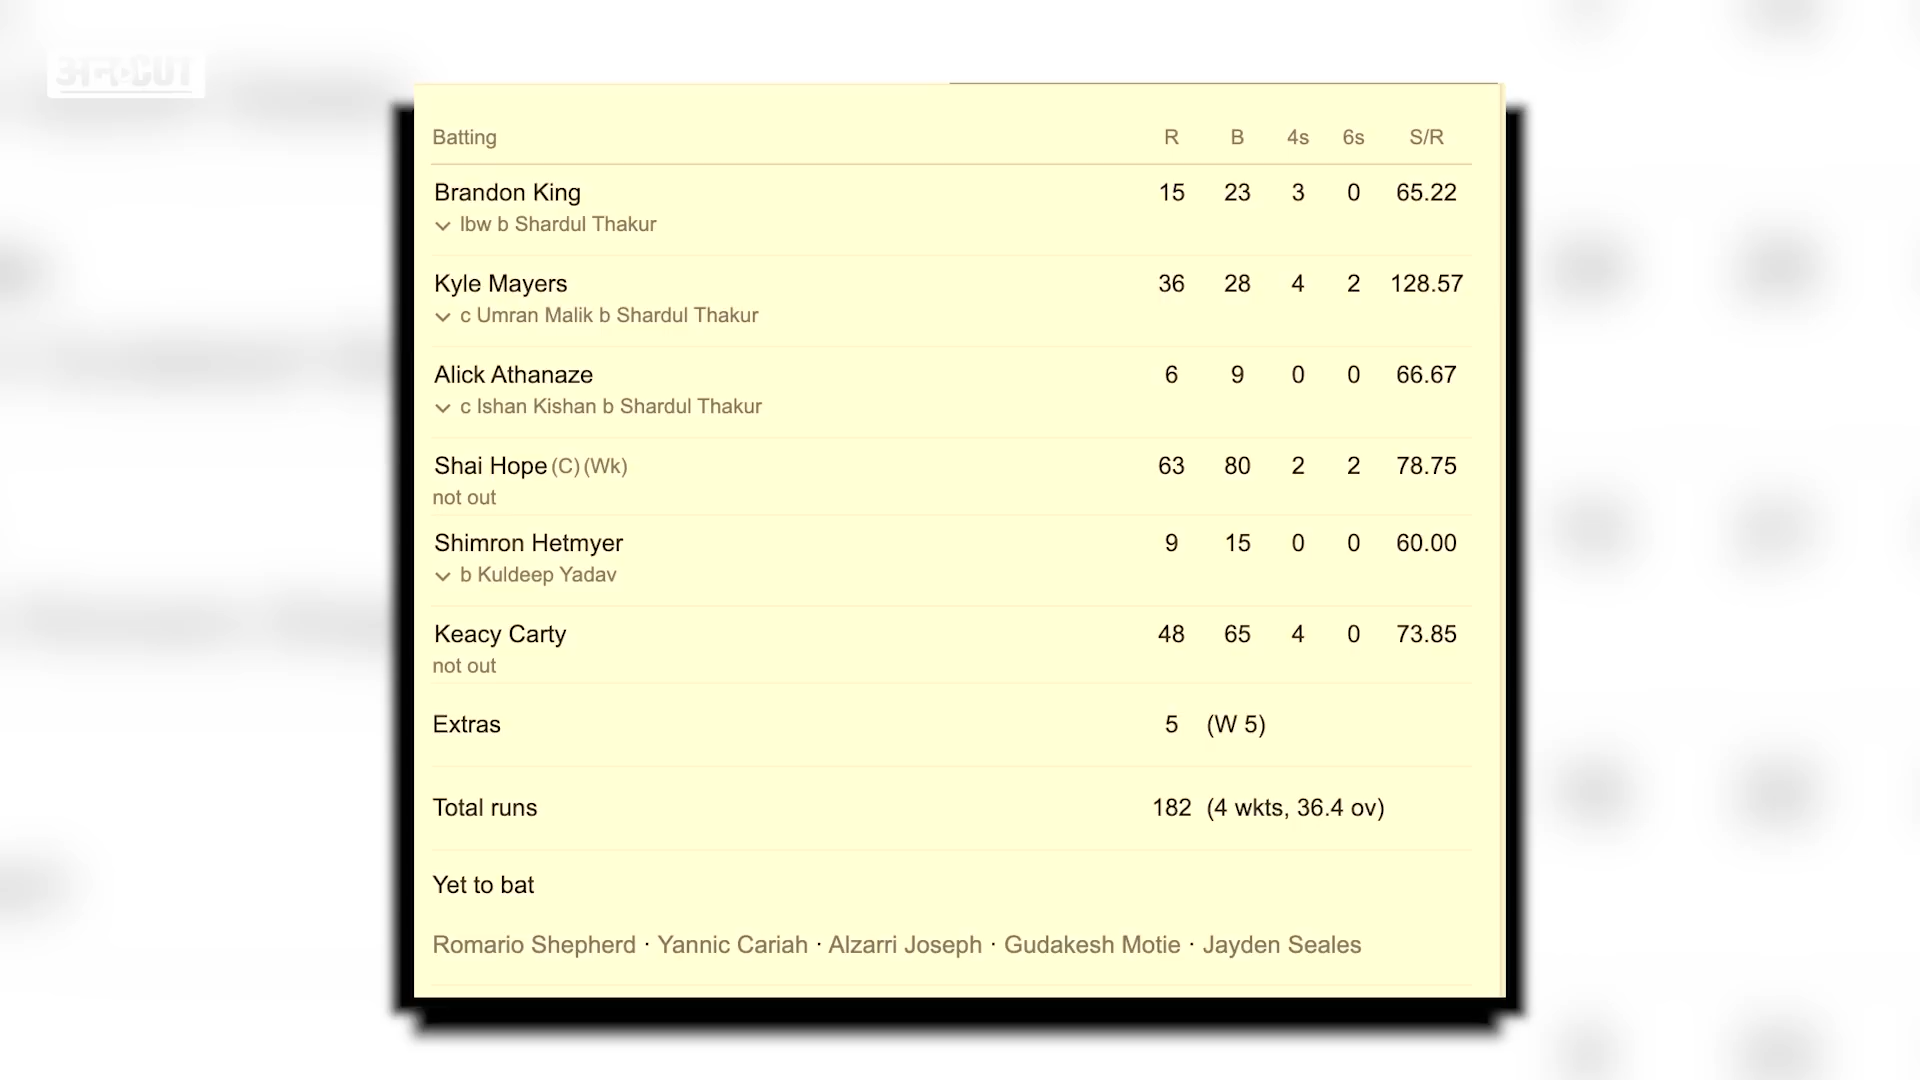 Batting R B 4s 6s S/R
Brandon King 15 23 3 0 65.22
lbw b Shardul Thakur
Kyle Mayers 36 28 4 2 128.57
c Umran Malik b Shardul Thakur
Alick Athanaze 6 9 0 0 66.67
c Ishan Kishan b Shardul Thakur
Shai Hope (C) (Wk) 63 80 2 2 78.75
not out
Shimron Hetmyer 9 15 0 0 60.00
b Kuldeep Yadav
Keacy Carty 48 65 4 0 73.85
not out
Extras 5 (W 5)
Total runs 182 (4 wkts, 36.4 ov)
Yet to bat
Romario Shepherd · Yannic Cariah · Alzarri Joseph · Gudakesh Motie · Jayden Seales